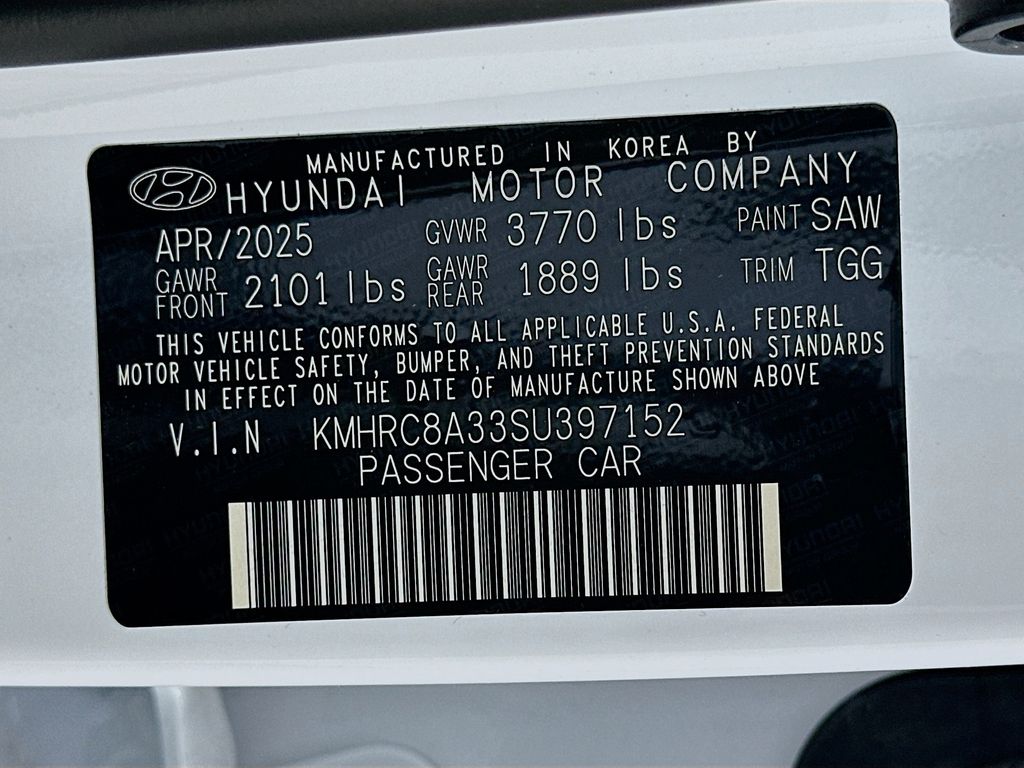 MANUFACTURED IN KOREA BY
HYUNDAI MOTOR COMPANY
APR/2025 GVWR 3770 lbs PAINT SAW
GAWR FRONT 2101 lbs GAWR REAR 1889 lbs TRIM TGG
THIS VEHICLE CONFORMS TO ALL APPLICABLE U.S.A. FEDERAL
MOTOR VEHICLE SAFETY, BUMPER, AND THEFT PREVENTION STANDARDS
IN EFFECT ON THE DATE OF MANUFACTURE SHOWN ABOVE
V.I.N KMHRC8A33SU397152
PASSENGER CAR